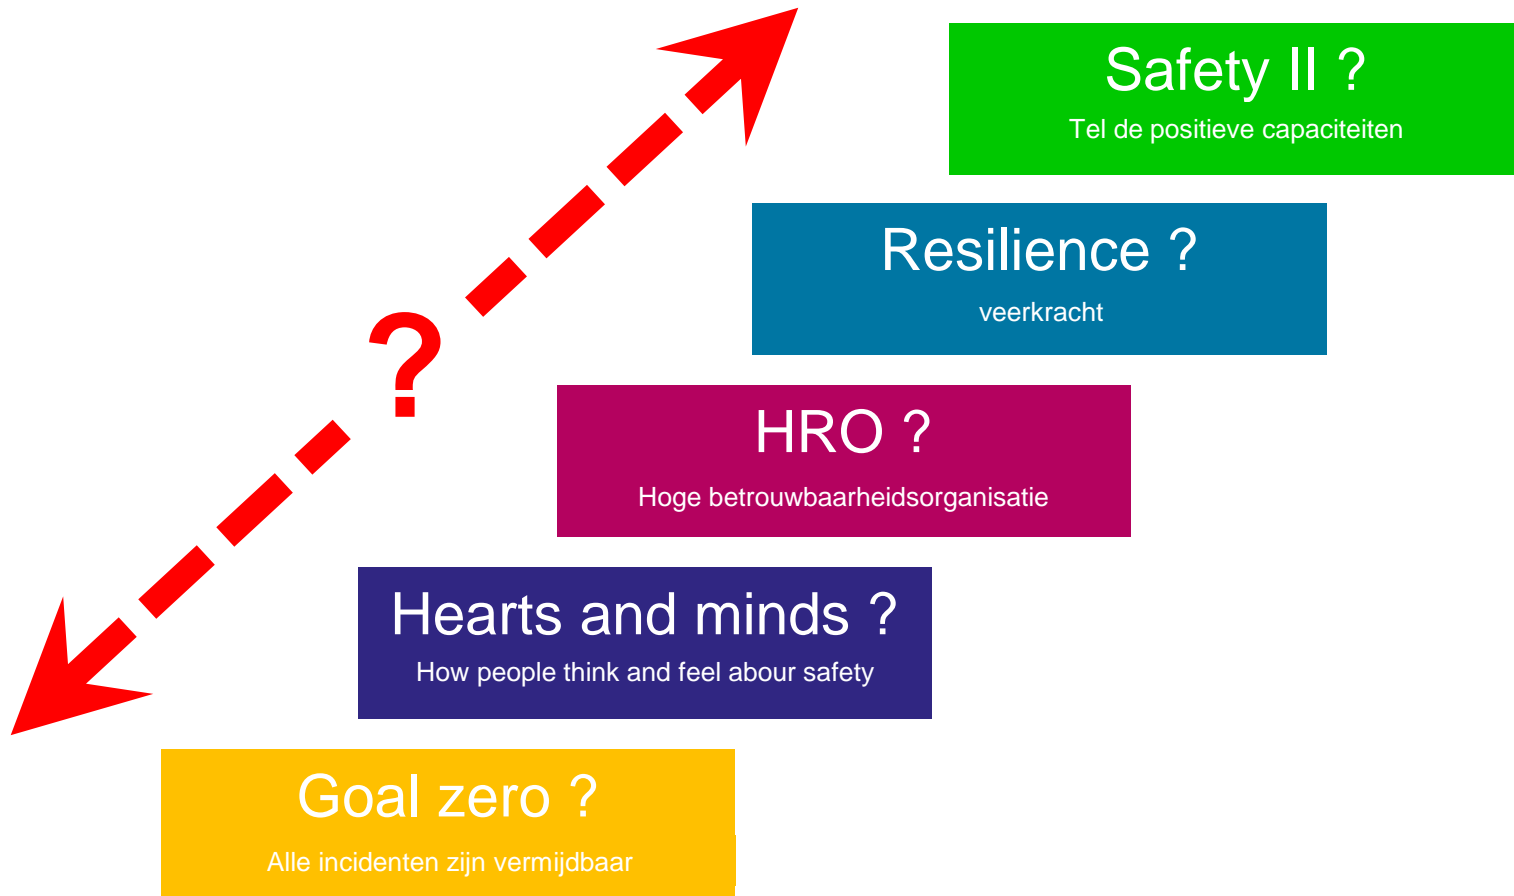 Safety II ?
Tel de positieve capaciteiten
Resilience ?
veerkracht
?
HRO ?
Hoge betrouwbaarheidsorganisatie
Hearts and minds ?
How people think and feel abour safety
Goal zero ?
Alle incidenten zijn vermijdbaar